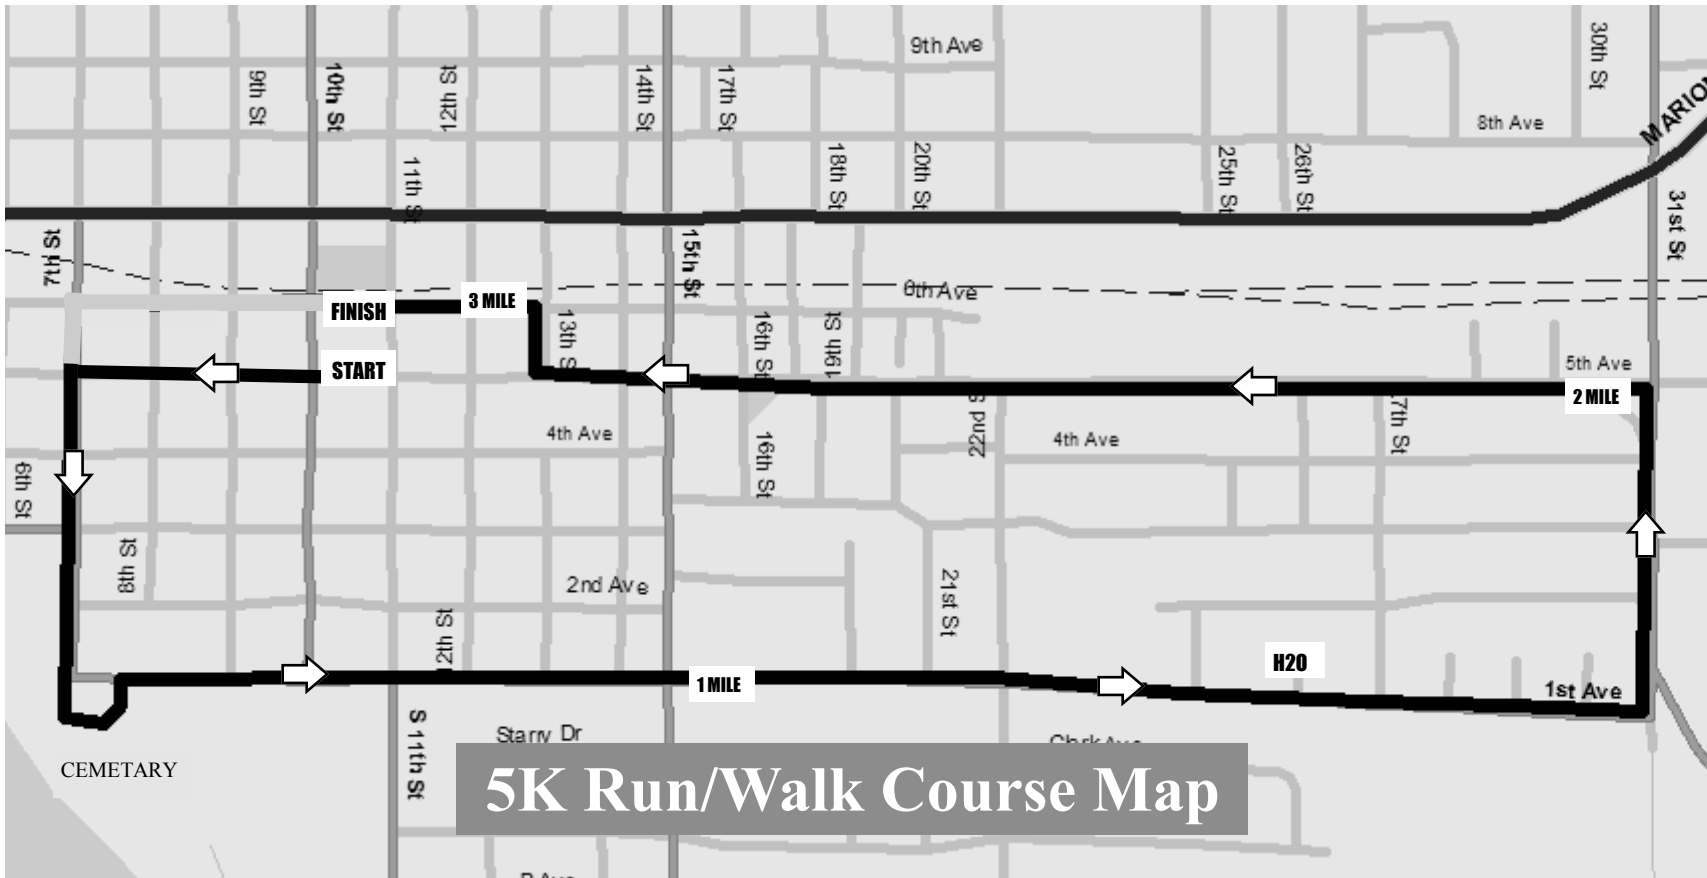 9th Ave
30th St
9th St
10th St
12th St
14th St
17th St
MARION
8th Ave
11th St
18th St
20th St
25th St
26th St
31st St
7th St
15th St
6th Ave
FINISH
3 MILE
13th S
16th St
19th St
START
5th Ave
2 MILE
22nd S
7th St
4th Ave
4th Ave
16th St
6th St
8th St
2nd Ave
21st St
12th St
H20
1 MILE
1st Ave
S 11th St
Starry Dr
Clark Ave
CEMETARY
5K Run/Walk Course Map